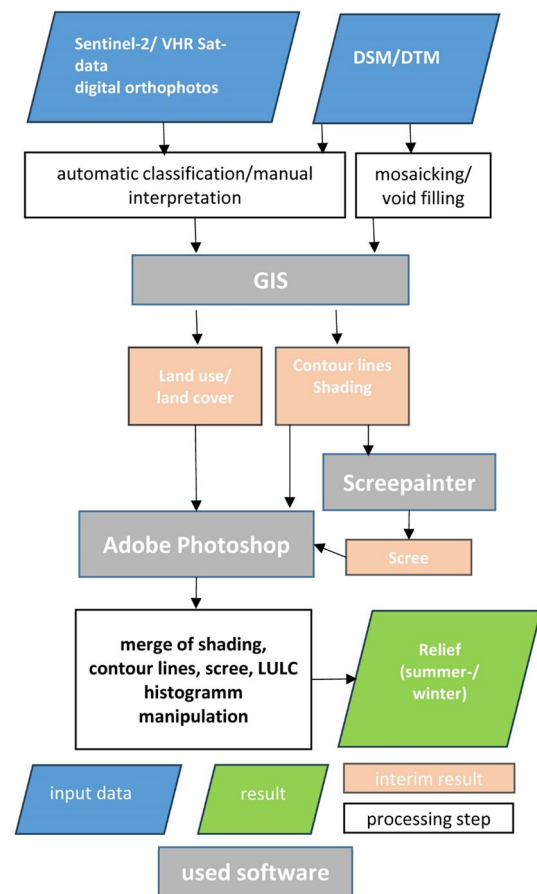 Sentinel-2/ VHR Sat-
data
digital orthophotos
DSM/DTM
automatic classification/manual
interpretation
mosaicking/
void filling
GIS
Land use/
land cover
Contour lines
Shading
Screepainter
Adobe Photoshop
Scree
merge of shading,
contour lines, scree, LULC
histogramm
manipulation
Relief
(summer-/
winter)
input data
result
interim result
processing step
used software